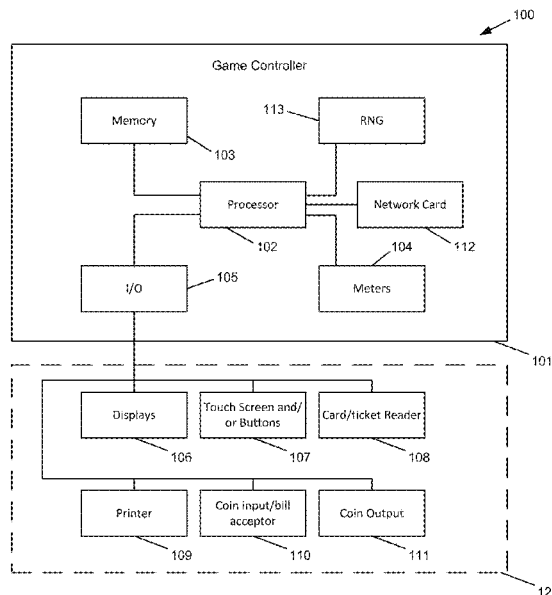 100
Game Controller
Memory
113
RNG
103
Processor
Network Card
102
104
112
I/O
105
Meters
101
Displays
Touch Screen and/
or Buttons
Card/ticket Reader
106
107
108
Printer
Coin input/bill
acceptor
Coin Output
109
110
111
12